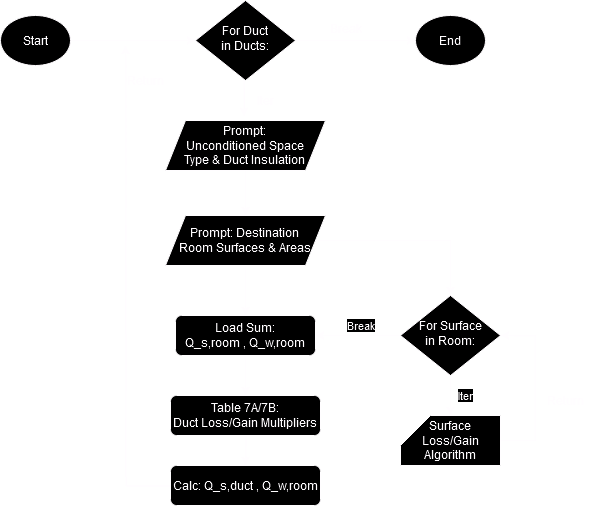 Start
For Duct
in Ducts:
End
Prompt:
Unconditioned Space
Type & Duct Insulation
Prompt: Destination
Room Surfaces & Areas
Load Sum:
Q_s,room , Q_w,room
Break
For Surface
in Room:
Table 7A/7B:
Duct Loss/Gain Multipliers
Iter
Surface
Loss/Gain
Algorithm
Calc: Q_s,duct , Q_w,room